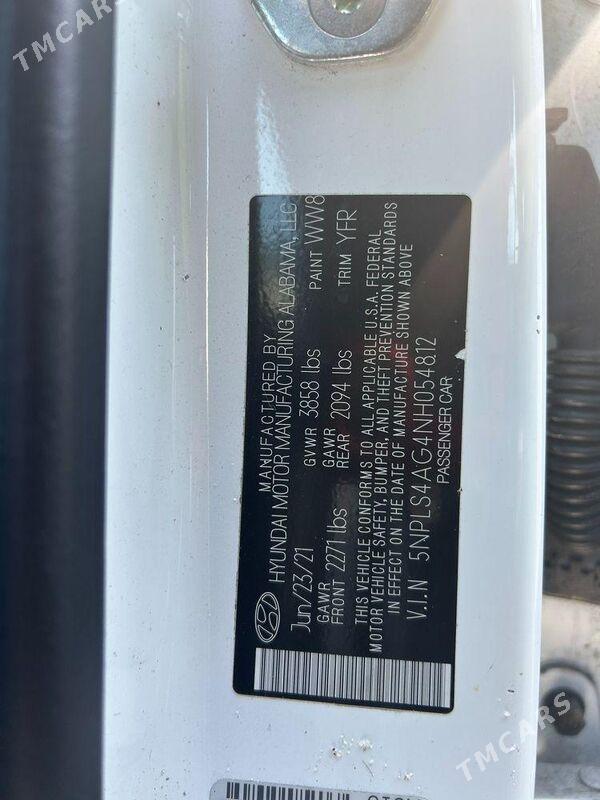 TMCARS
MANUFACTURED BY
HYUNDAI MOTOR MANUFACTURING ALABAMA, LLC
Jun/23/21 GVWR 3858 lbs PAINT WW8
GAWR FRONT 2271 lbs GAWR REAR 2094 lbs TRIM YFR
THIS VEHICLE CONFORMS TO ALL APPLICABLE U.S.A. FEDERAL
MOTOR VEHICLE SAFETY, BUMPER, AND THEFT PREVENTION STANDARDS
IN EFFECT ON THE DATE OF MANUFACTURE SHOWN ABOVE
V.I.N 5NPLS4AG4NH054812
PASSENGER CAR
TMCARS